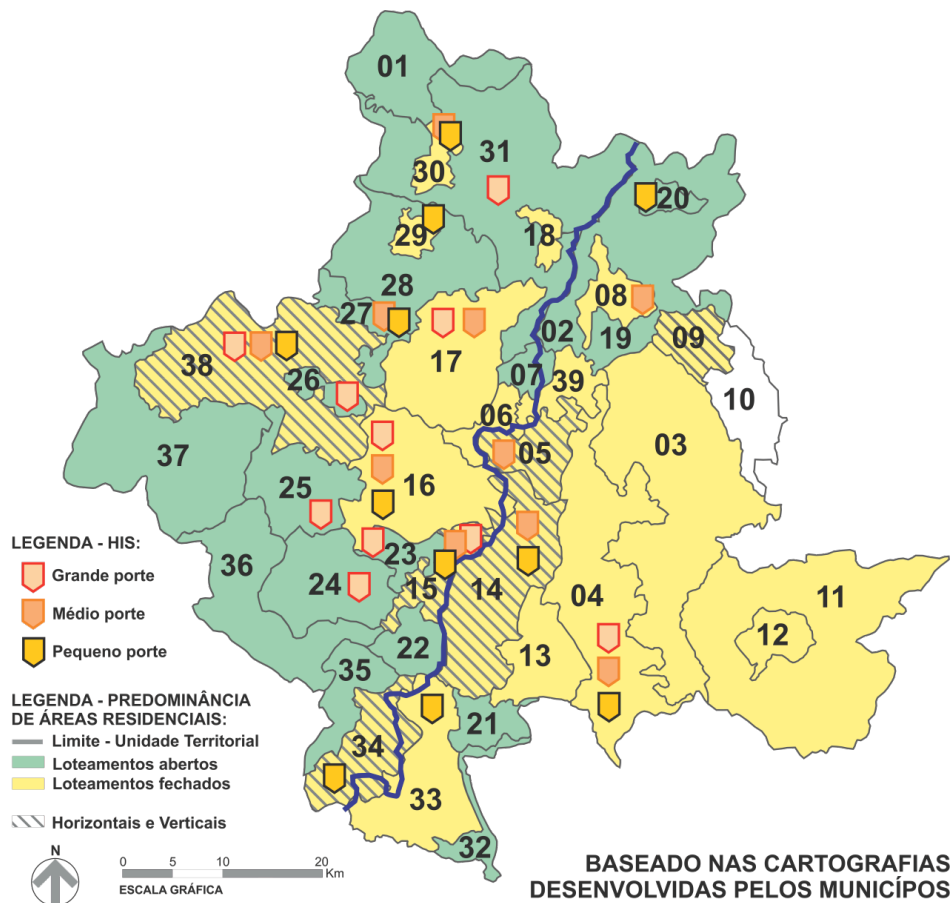 01
31
30
20
18
29
28
08
27
02
19
09
38
17
07
39
10
26
06
05
03
37
16
25
LEGENDA - HIS:
Grande porte
Médio porte
Pequeno porte
36
23
24
15
14
04
11
12
22
13
35
21
34
33
32
LEGENDA - PREDOMINÂNCIA
DE ÁREAS RESIDENCIAIS:
Limite - Unidade Territorial
Loteamentos abertos
Loteamentos fechados
Horizontais e Verticais
N
0 5 10 20
Km
ESCALA GRÁFICA
BASEADO NAS CARTOGRAFIAS
DESENVOLVIDAS PELOS MUNICÍPOS